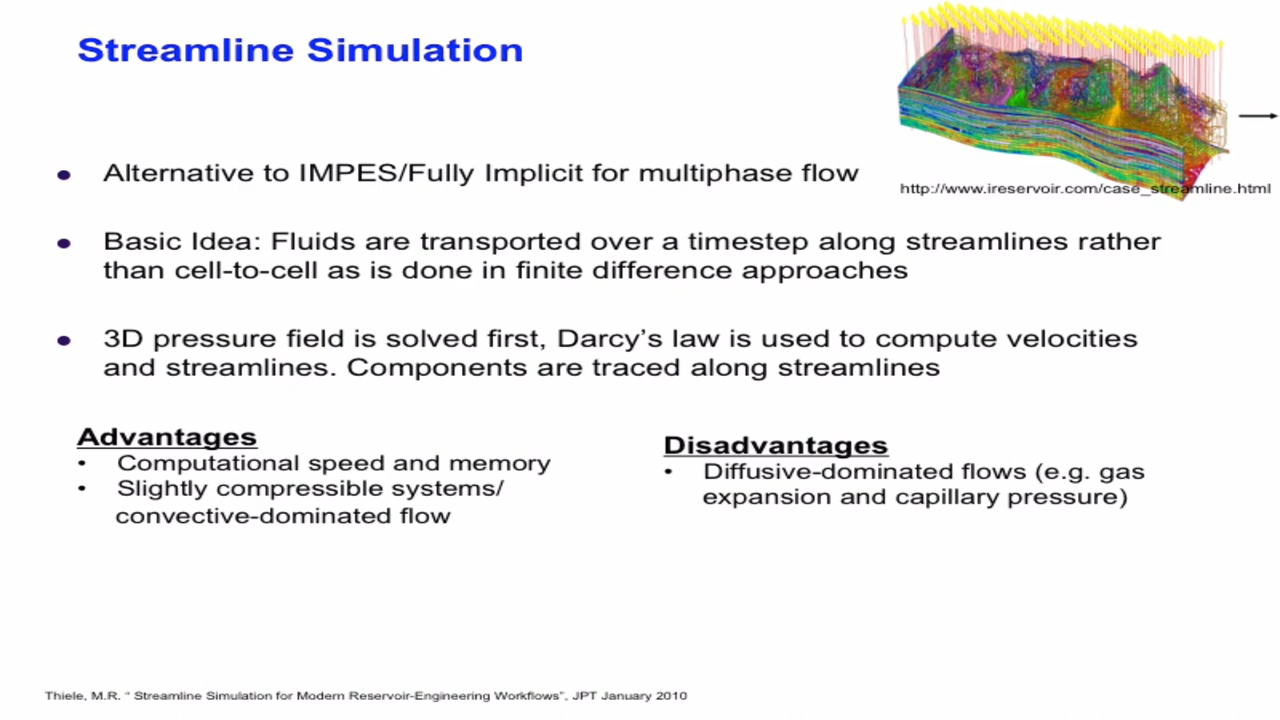 Streamline Simulation
http://www.ireservoir.com/case_streamline.html
• Alternative to IMPES/Fully Implicit for multiphase flow
• Basic Idea: Fluids are transported over a timestep along streamlines rather
than cell-to-cell as is done in finite difference approaches
• 3D pressure field is solved first, Darcy's law is used to compute velocities
and streamlines. Components are traced along streamlines
Advantages
• Computational speed and memory
• Slightly compressible systems/
convective-dominated flow
Disadvantages
• Diffusive-dominated flows (e.g. gas
expansion and capillary pressure)
Thiele, M.R. “ Streamline Simulation for Modern Reservoir-Engineering Workflows”, JPT January 2010